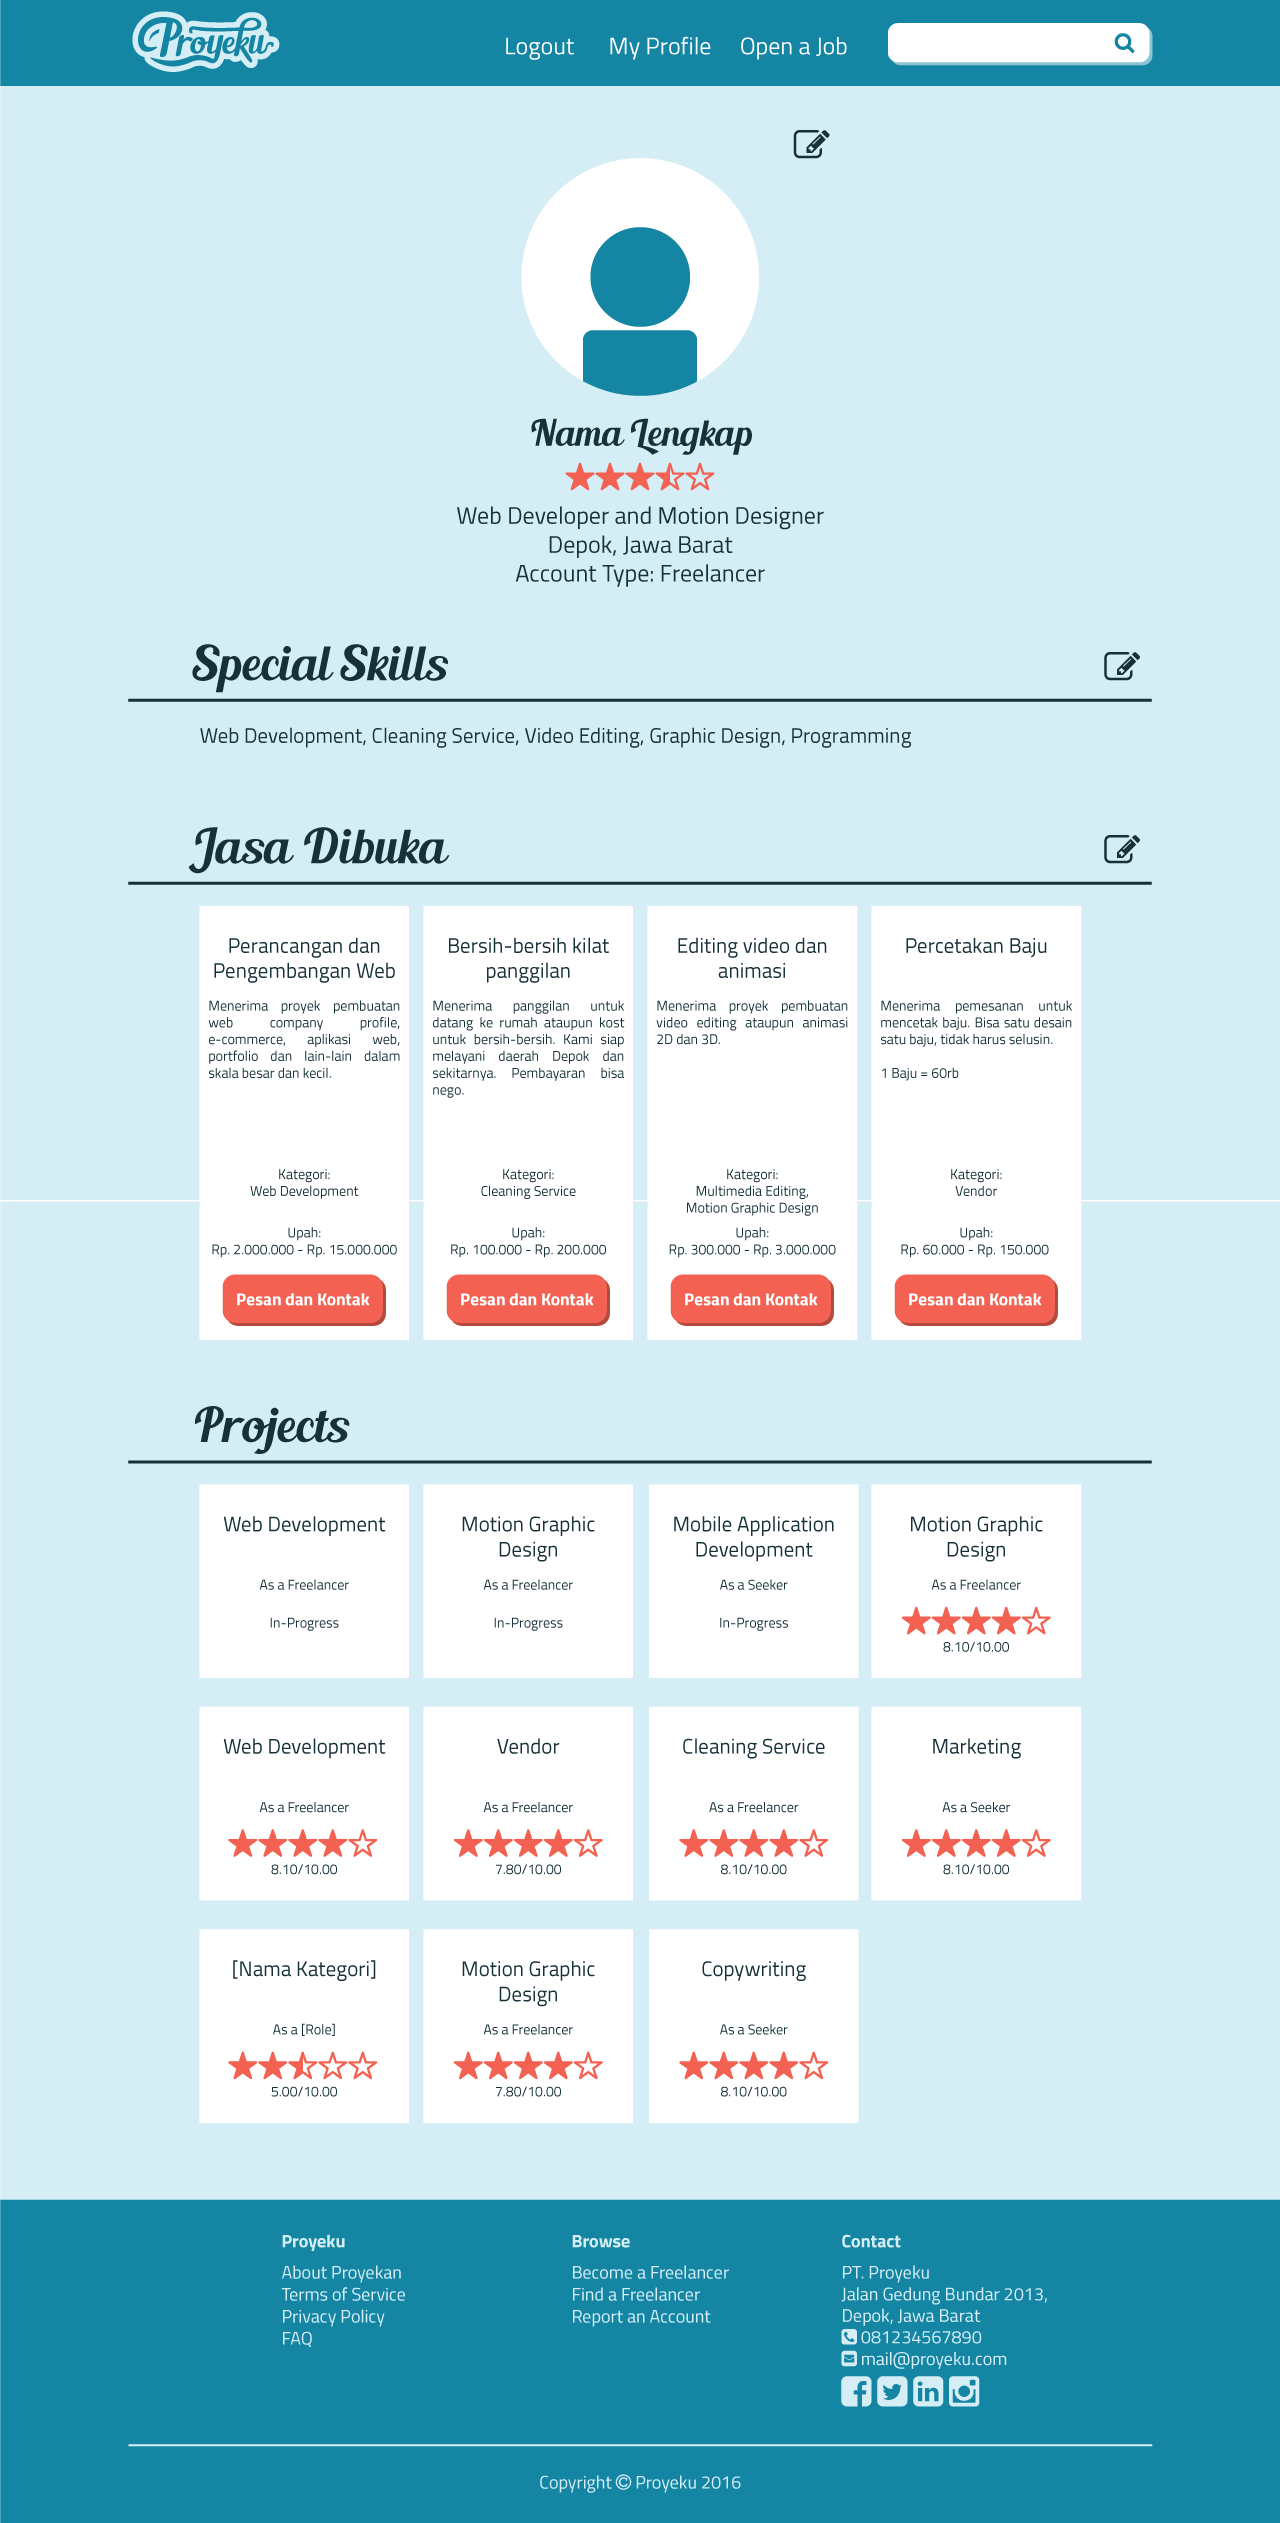 Proyeku
Logout
My Profile
Open a Job
Nama Lengkap
Web Developer and Motion Designer
Depok, Jawa Barat
Account Type: Freelancer
Special Skills
Web Development, Cleaning Service, Video Editing, Graphic Design, Programming
Jasa Dibuka
Perancangan dan
Pengembangan Web
Menerima proyek pembuatan
web company profile,
e-commerce, aplikasi web,
portfolio dan lain-lain dalam
skala besar dan kecil.
Kategori:
Web Development
Upah:
Rp. 2.000.000 - Rp. 15.000.000
Pesan dan Kontak
Bersih-bersih kilat
panggilan
Menerima panggilan untuk
datang ke rumah ataupun kost
untuk bersih-bersih. Kami siap
melayani daerah Depok dan
sekitarnya. Pembayaran bisa
nego.
Kategori:
Cleaning Service
Upah:
Rp. 100.000 - Rp. 200.000
Pesan dan Kontak
Editing video dan
animasi
Menerima proyek pembuatan
video editing ataupun animasi
2D dan 3D.
Kategori:
Multimedia Editing,
Motion Graphic Design
Upah:
Rp. 300.000 - Rp. 3.000.000
Pesan dan Kontak
Percetakan Baju
Menerima pemesanan untuk
mencetak baju. Bisa satu desain
satu baju, tidak harus selusin.
1 Baju = 60rb
Kategori:
Vendor
Upah:
Rp. 60.000 - Rp. 150.000
Pesan dan Kontak
Projects
Web Development
As a Freelancer
In-Progress
Motion Graphic
Design
As a Freelancer
In-Progress
Mobile Application
Development
As a Seeker
In-Progress
Motion Graphic
Design
As a Freelancer
8.10/10.00
Web Development
As a Freelancer
8.10/10.00
Vendor
As a Freelancer
7.80/10.00
Cleaning Service
As a Freelancer
8.10/10.00
Marketing
As a Seeker
8.10/10.00
[Nama Kategori]
As a [Role]
5.00/10.00
Motion Graphic
Design
As a Freelancer
7.80/10.00
Copywriting
As a Seeker
8.10/10.00
Proyeku
About Proyekan
Terms of Service
Privacy Policy
FAQ
Browse
Become a Freelancer
Find a Freelancer
Report an Account
Contact
PT. Proyeku
Jalan Gedung Bundar 2013,
Depok, Jawa Barat
081234567890
mail@proyeku.com
Copyright © Proyeku 2016